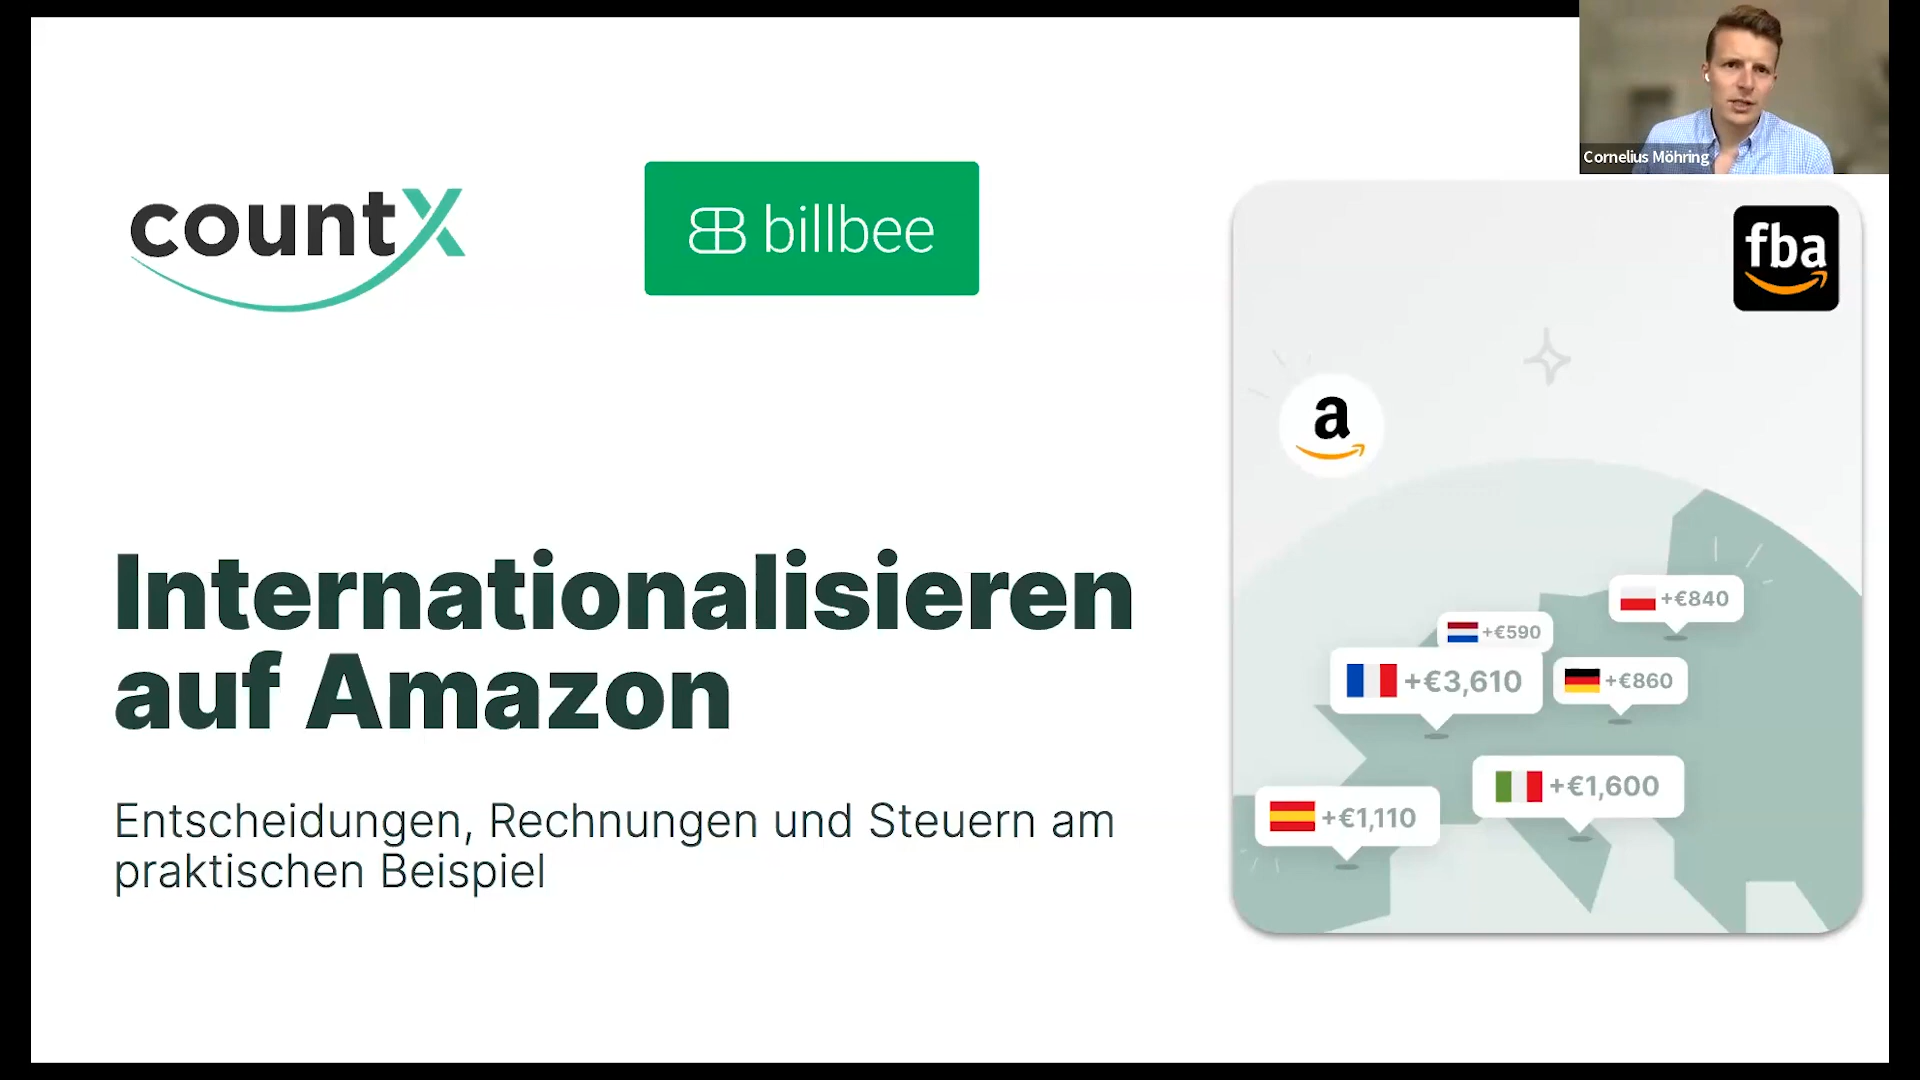 Cornelius Möhring
countX
billbee
fba
a
Internationalisieren
auf Amazon
Entscheidungen, Rechnungen und Steuern am
praktischen Beispiel
+€840
+€590
+€3,610
+€860
+€1,600
+€1,110